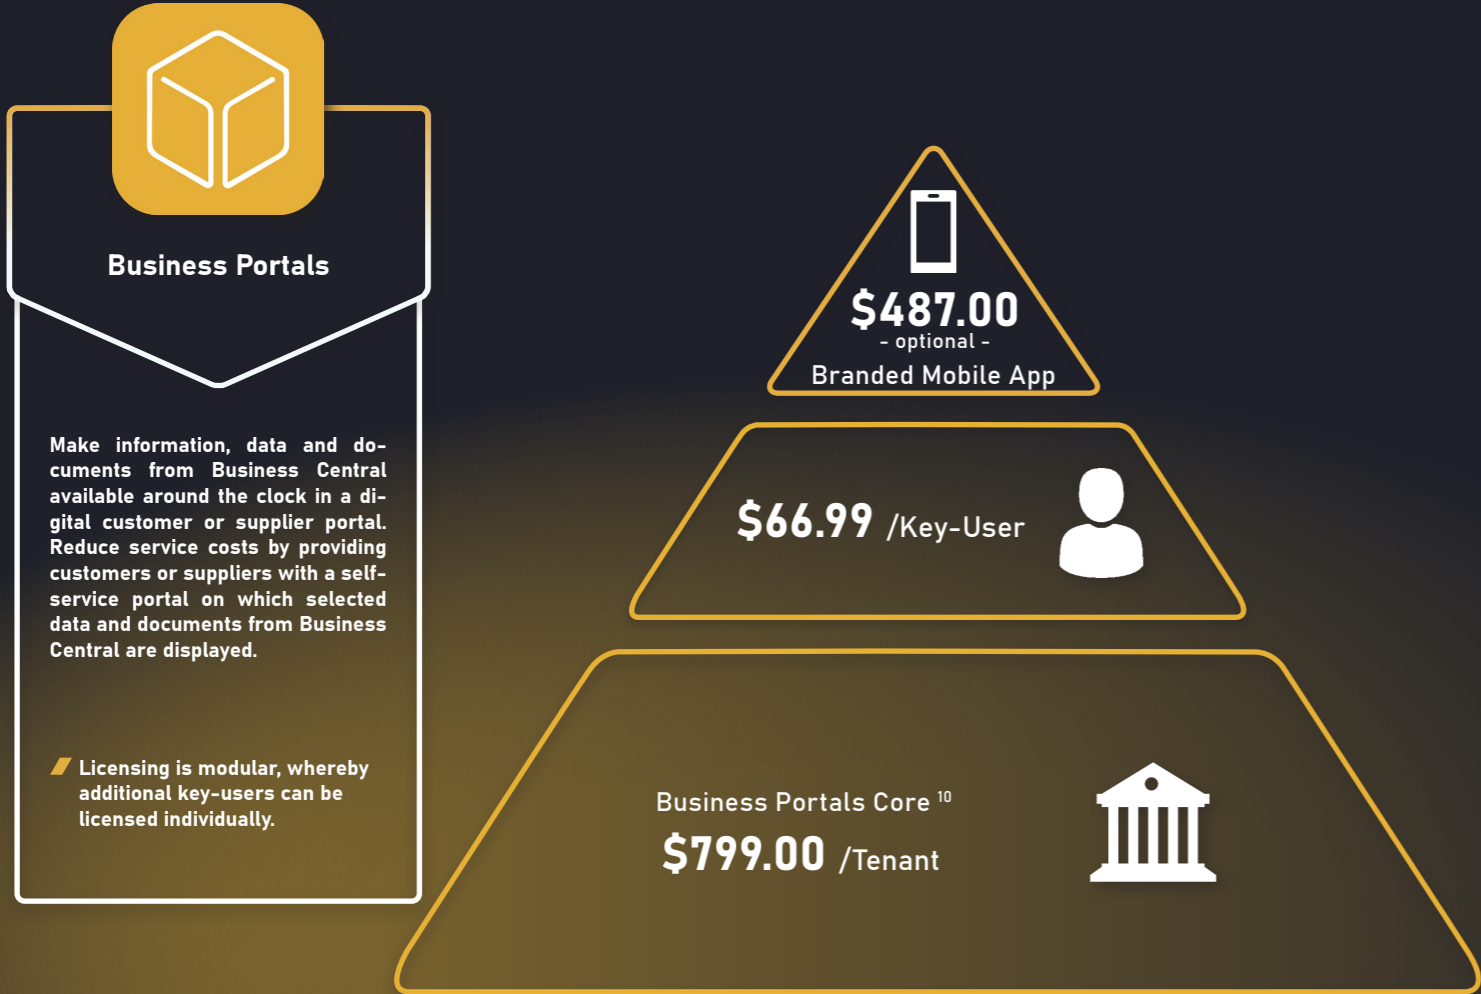 Business Portals
Make information, data and do-
cuments from Business Central
available around the clock in a di-
gital customer or supplier portal.
Reduce service costs by providing
customers or suppliers with a self-
service portal on which selected
data and documents from Business
Central are displayed.
Licensing is modular, whereby
additional key-users can be
licensed individually.
$487.00
- optional -
Branded Mobile App
$66.99 /Key-User
Business Portals Core 10
$799.00 /Tenant